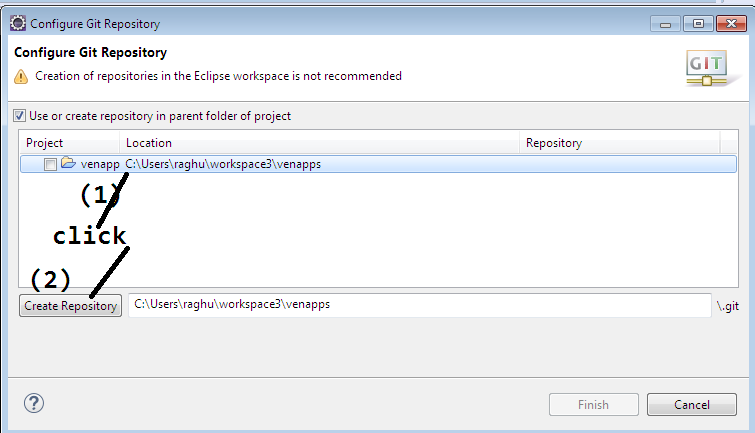 Configure Git Repository
Configure Git Repository
Creation of repositories in the Eclipse workspace is not recommended
GIT
Use or create repository in parent folder of project
Project Location Repository
venapp C:\Users\raghu\workspace3\venapps
(1)
click
(2)
Create Repository C:\Users\raghu\workspace3\venapps \.git
? Finish Cancel